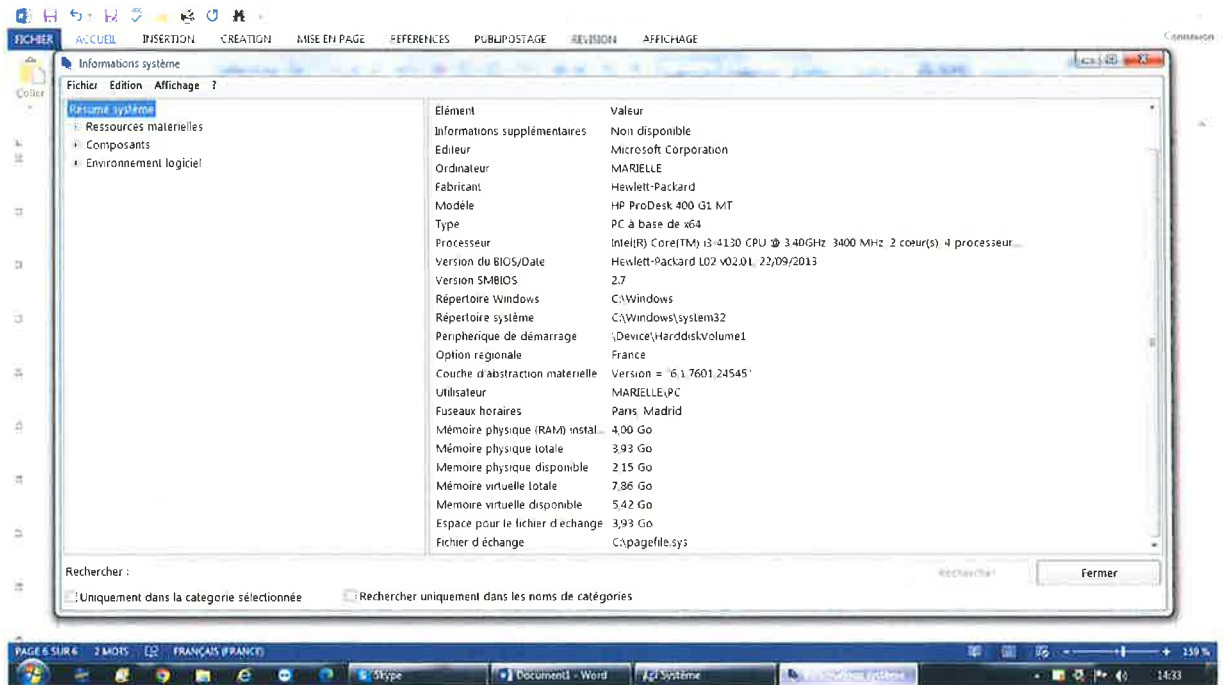 FICHIER ACCUEIL INSERTION CRÉATION MISE EN PAGE RÉFÉRENCES PUBLIPOSTAGE RÉVISION AFFICHAGE Connexion
Coller
Informations système
Fichier Edition Affichage ?
Résumé système
Ressources matérielles
Composants
Environnement logiciel
Élément Valeur
Informations supplémentaires Non disponible
Editeur Microsoft Corporation
Ordinateur MARIELLE
Fabricant Hewlett-Packard
Modèle HP ProDesk 400 G1 MT
Type PC à base de x64
Processeur Intel(R) Core(TM) i3-4130 CPU @ 3.40GHz, 3400 MHz, 2 cœur(s), 4 processeur...
Version du BIOS/Date Hewlett-Packard L02 v02.01, 22/09/2013
Version SMBIOS 2.7
Répertoire Windows C:\Windows
Répertoire système C:\Windows\system32
Périphérique de démarrage \Device\HarddiskVolume1
Option régionale France
Couche d'abstraction matérielle Version = "6.1.7601.24545"
Utilisateur MARIELLE\PC
Fuseaux horaires Paris, Madrid
Mémoire physique (RAM) instal... 4,00 Go
Mémoire physique totale 3,93 Go
Mémoire physique disponible 2,15 Go
Mémoire virtuelle totale 7,86 Go
Mémoire virtuelle disponible 5,42 Go
Espace pour le fichier d'échange 3,93 Go
Fichier d'échange C:\pagefile.sys
Rechercher : Rechercher Fermer
Uniquement dans la catégorie sélectionnée Rechercher uniquement dans les noms de catégories
PAGE 6 SUR 6 2 MOTS FRANÇAIS (FRANCE) 159 %
Skype Document1 - Word Système Informations système 14:33